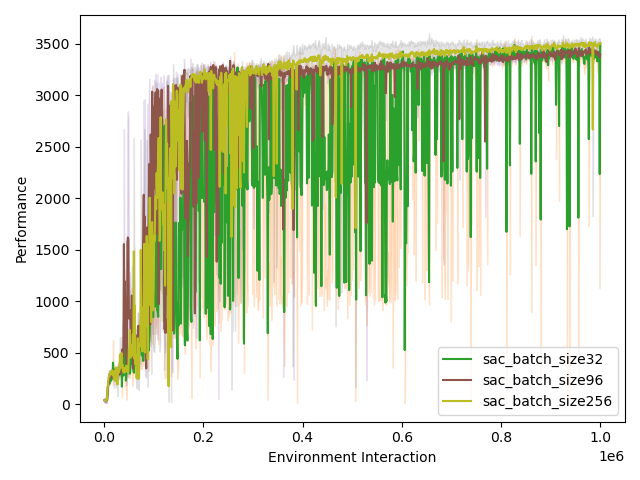 3500
3000
2500
2000
1500
1000
500
0
Performance
sac_batch_size32
sac_batch_size96
sac_batch_size256
0.0 0.2 0.4 0.6 0.8 1.0
Environment Interaction
1e6